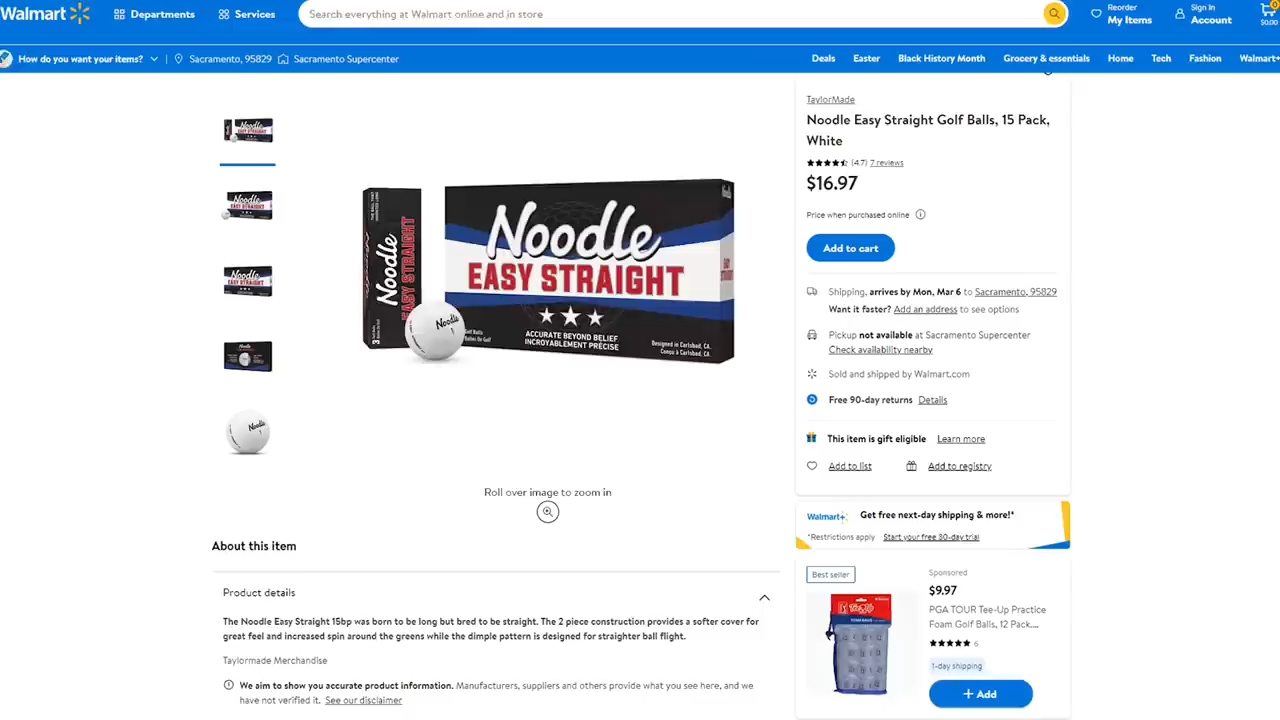 Walmart
Departments
Services
Search everything at Walmart online and in store
Reorder
My Items
Sign In
Account
0
$0.00
How do you want your items?
Sacramento, 95829
Sacramento Supercenter
Deals
Easter
Black History Month
Grocery & essentials
Home
Tech
Fashion
Walmart+
TaylorMade
Noodle Easy Straight Golf Balls, 15 Pack,
White
(4.7) 7 reviews
$16.97
Price when purchased online
Add to cart
Shipping, arrives by Mon, Mar 6 to Sacramento, 95829
Want it faster? Add an address to see options
Pickup not available at Sacramento Supercenter
Check availability nearby
Sold and shipped by Walmart.com
Free 90-day returns Details
This item is gift eligible Learn more
Add to list
Add to registry
Walmart+
Get free next-day shipping & more!*
*Restrictions apply
Start your free 30-day trial
Best seller
Sponsored
$9.97
PGA TOUR Tee-Up Practice
Foam Golf Balls, 12 Pack,...
6
1-day shipping
+ Add
Noodle
EASY STRAIGHT
Noodle
EASY STRAIGHT
ACCURATE BEYOND BELIEF
INCROYABLEMENT PRÉCISE
Designed in Carlsbad, CA.
Conçu à Carlsbad, CA.
3
Golf Balls
Balles De Golf
Noodle
1
Roll over image to zoom in
About this item
Product details
The Noodle Easy Straight 15bp was born to be long but bred to be straight. The 2 piece construction provides a softer cover for
great feel and increased spin around the greens while the dimple pattern is designed for straighter ball flight.
Taylormade Merchandise
We aim to show you accurate product information. Manufacturers, suppliers and others provide what you see here, and we
have not verified it. See our disclaimer